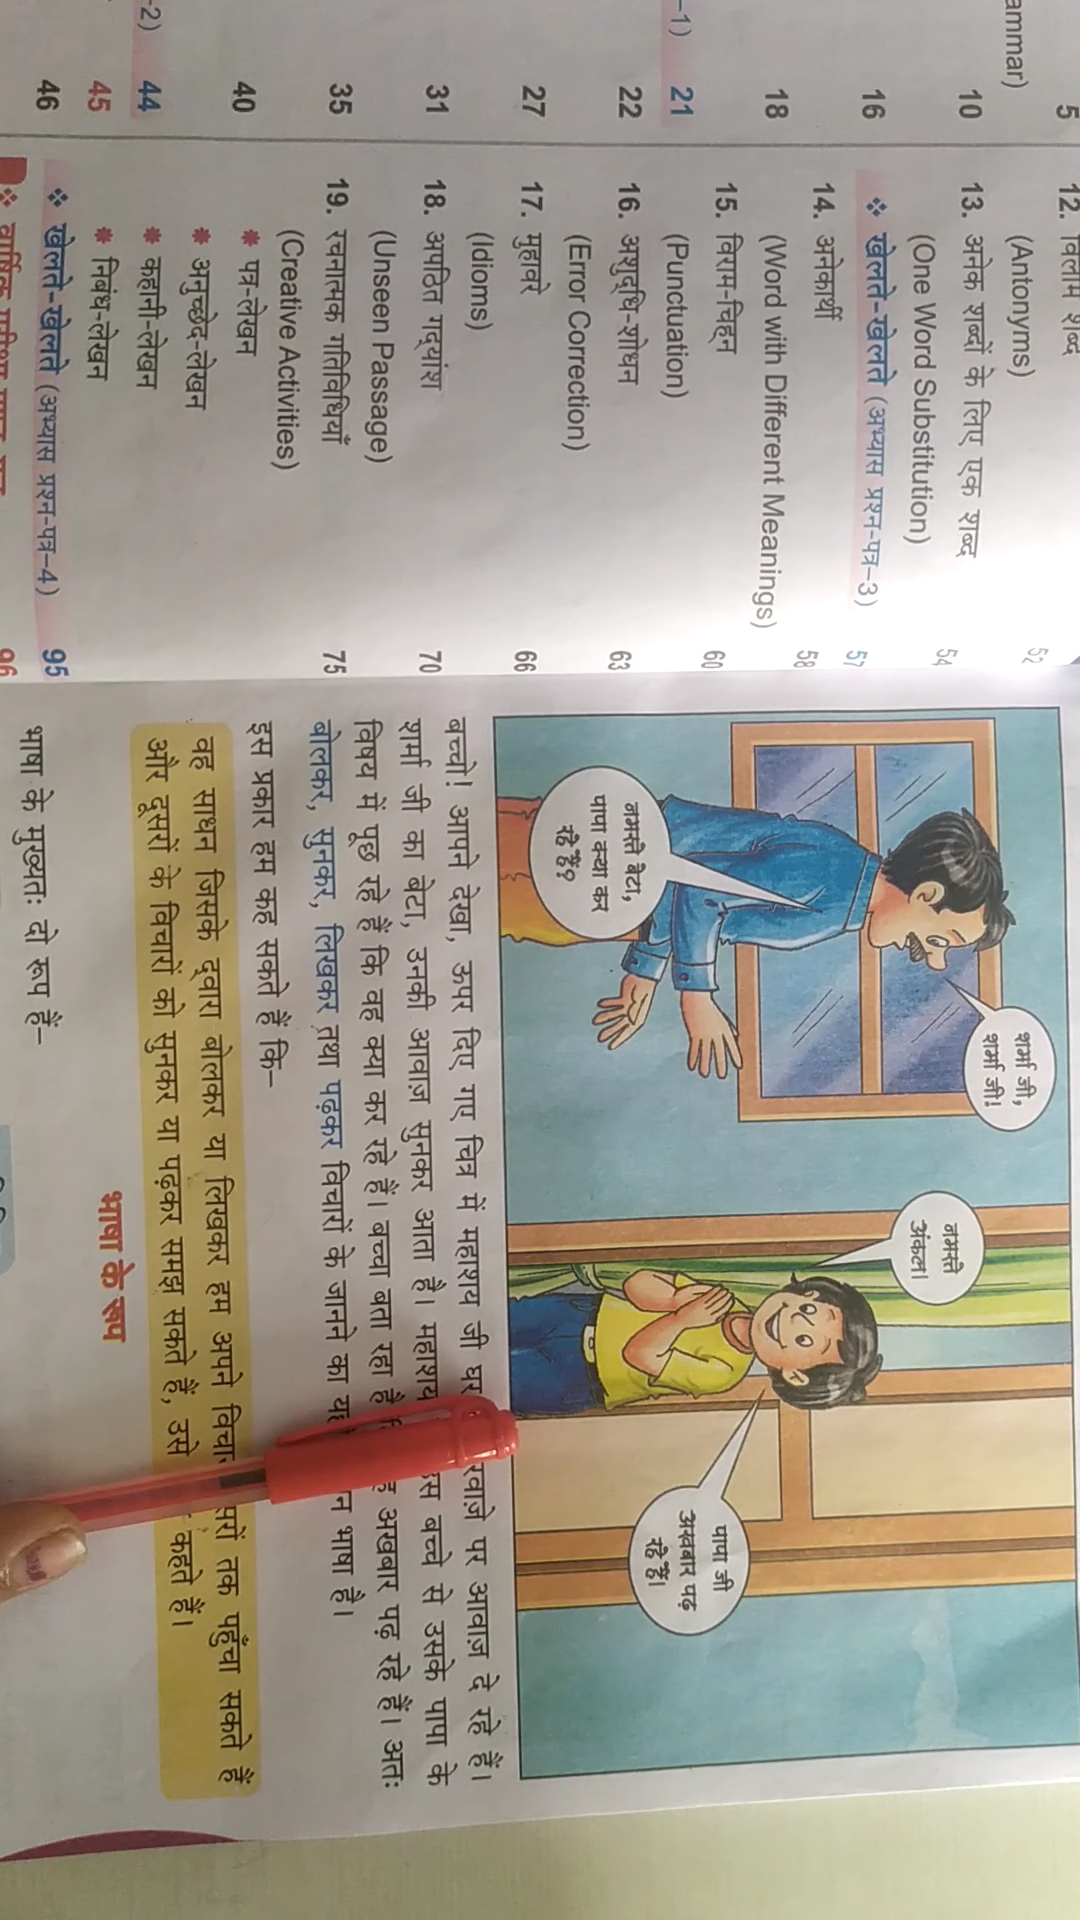 ammar)
-1)
-2)
5
10
16
18
21
22
27
31
35
40
44
45
46
12. विलोम शब्द 52
(Antonyms)
13. अनेक शब्दों के लिए एक शब्द 54
(One Word Substitution)
❖ खेलते-खेलते (अभ्यास प्रश्न-पत्र–3) 57
14. अनेकार्थी 58
(Word with Different Meanings)
15. विराम-चिह्न 60
(Punctuation)
16. अशुद्धि-शोधन 63
(Error Correction)
17. मुहावरे 66
(Idioms)
18. अपठित गद्यांश 70
(Unseen Passage)
19. रचनात्मक गतिविधियाँ 75
(Creative Activities)
* पत्र-लेखन
* अनुच्छेद-लेखन
* कहानी-लेखन
* निबंध-लेखन
❖ खेलते-खेलते (अभ्यास प्रश्न-पत्र–4) 95
❖ वार्षिक 96
शर्मा जी,
शर्मा जी!
नमस्ते
अंकल।
नमस्ते बेटा,
पापा क्या कर
रहे हैं?
पापा जी
अखबार पढ़
रहे हैं।
बच्चो! आपने देखा, ऊपर दिए गए चित्र में महाशय जी घर पर आवाज़ दे रहे हैं।
शर्मा जी का बेटा, उनकी आवाज़ सुनकर आता है। महाशय बच्चे से उसके पापा के
विषय में पूछ रहे हैं कि वह क्या कर रहे हैं। बच्चा बता रहा है अखबार पढ़ रहे हैं। अतः
बोलकर, सुनकर, लिखकर तथा पढ़कर विचारों के जानने का भाषा है।
इस प्रकार हम कह सकते हैं कि–
वह साधन जिसके द्वारा बोलकर या लिखकर हम अपने तक पहुँचा सकते हैं
और दूसरों के विचारों को सुनकर या पढ़कर समझ सकते हैं, उसे कहते हैं।
भाषा के रूप
भाषा के मुख्यतः दो रूप हैं–